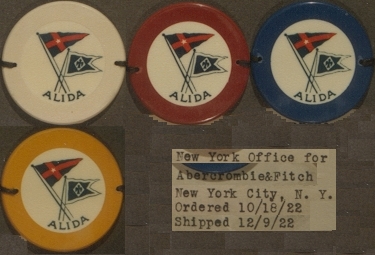 ALIDA
ALIDA
ALIDA
ALIDA
New York Office for
Abercrombie&Fitch
New York City, N. Y.
Ordered 10/18/22
Shipped 12/9/22